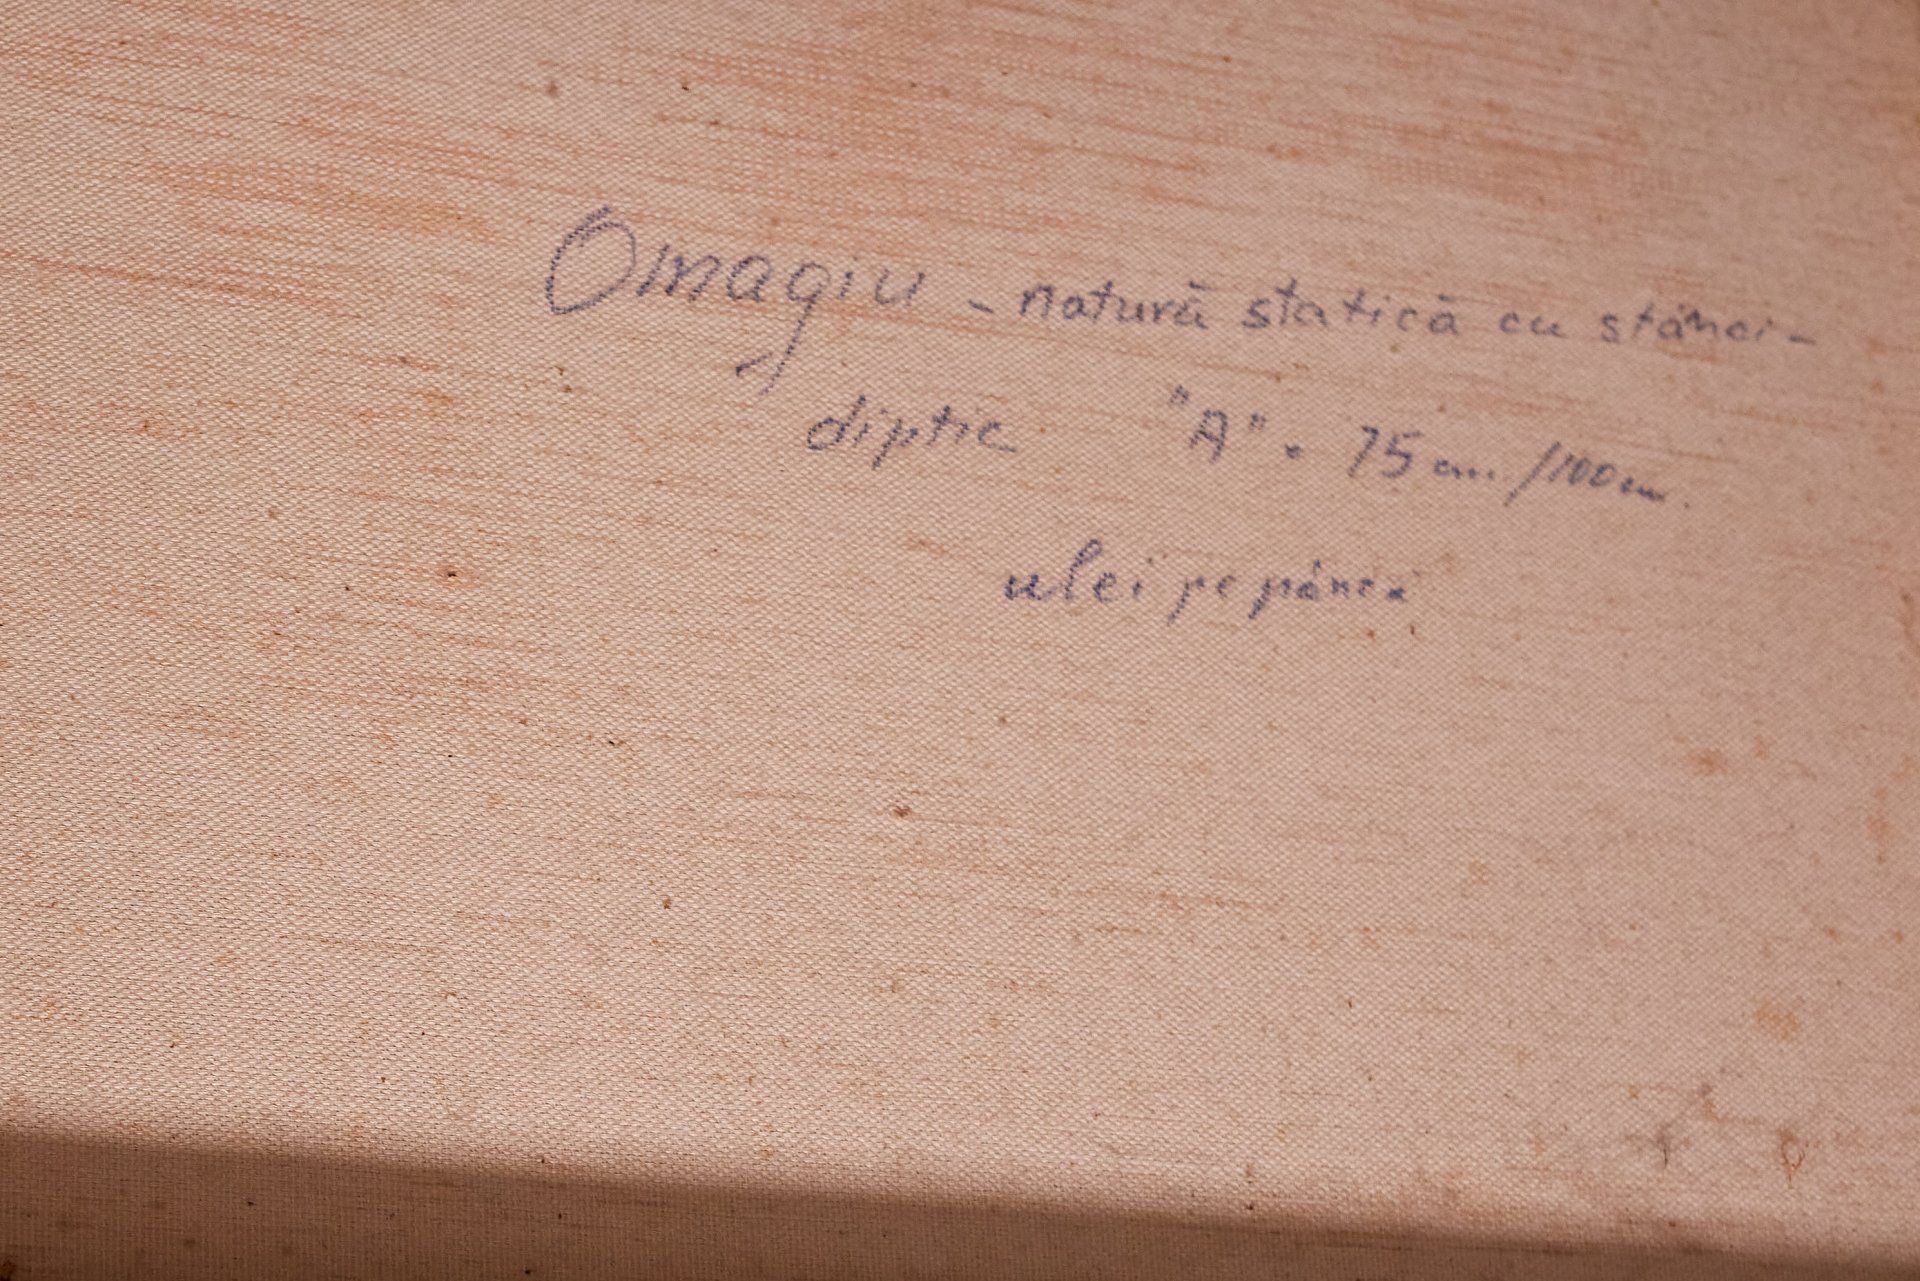 Omagiu - natură statică cu stânci -
diptic "A" . 75 cm. / 100 cm.
ulei pe pânză